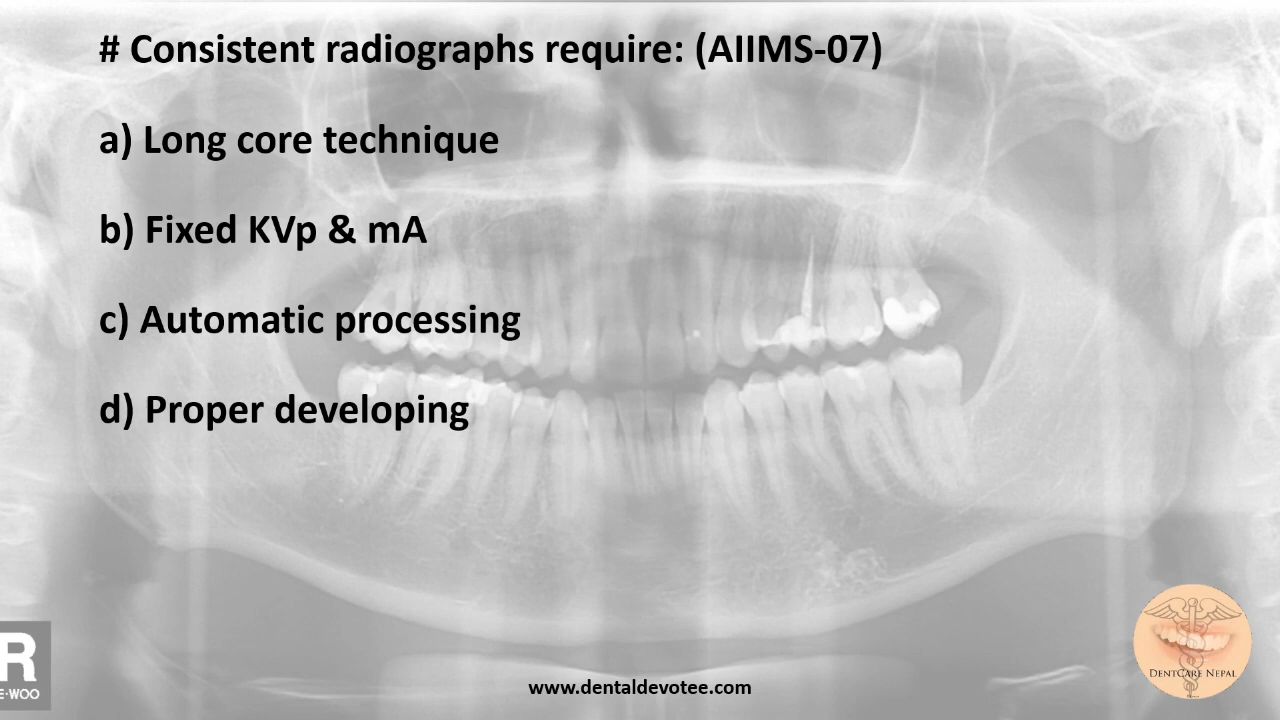 # Consistent radiographs require: (AIIMS-07)
a) Long core technique
b) Fixed KVp & mA
c) Automatic processing
d) Proper developing
R
E-WOO
DENTCARE NEPAL
www.dentaldevotee.com